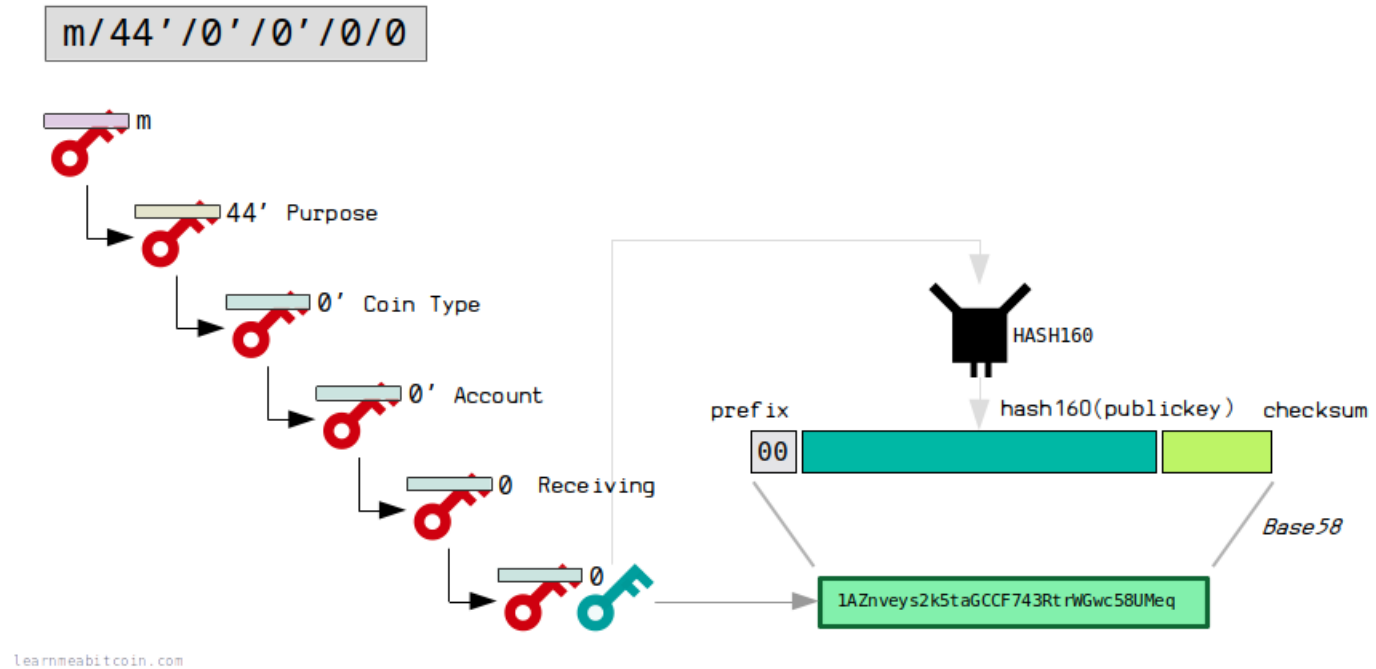 m/44’/0’/0’/0/0
m
44’ Purpose
0’ Coin Type
0’ Account
0 Receiving
0
HASH160
prefix
hash160(publickey)
checksum
00
Base58
1AZnveys2k5taGCCF743RtrWGwc58UMeq
learnmeabitcoin.com